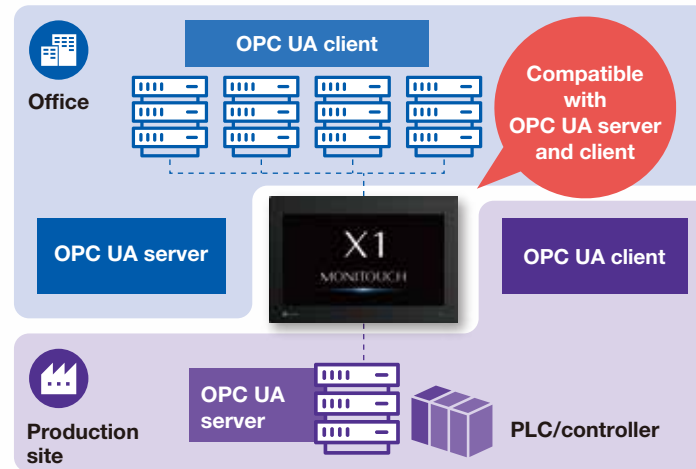 OPC UA client
Office
Compatible
with
OPC UA server
and client
OPC UA server
X1
MONITOUCH
OPC UA client
OPC UA
server
Production
site
PLC/controller